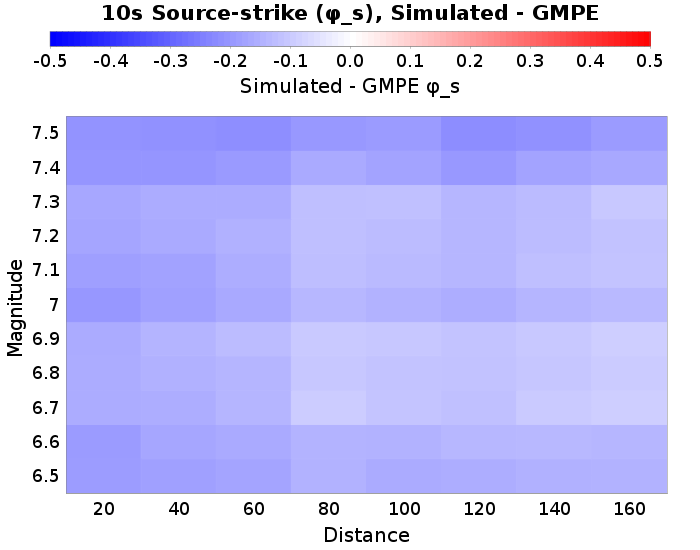 10s Source-strike (φ_s), Simulated - GMPE
-0.5 -0.4 -0.3 -0.2 -0.1 0.0 0.1 0.2 0.3 0.4 0.5
Simulated - GMPE φ_s
7.5
7.4
7.3
7.2
7.1
7
6.9
6.8
6.7
6.6
6.5
Magnitude
20 40 60 80 100 120 140 160
Distance